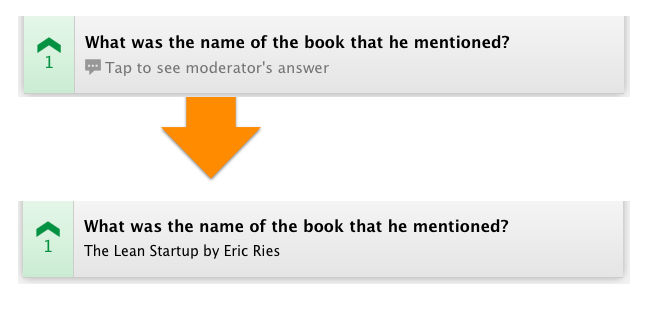 What was the name of the book that he mentioned?
1
Tap to see moderator's answer
What was the name of the book that he mentioned?
1
The Lean Startup by Eric Ries